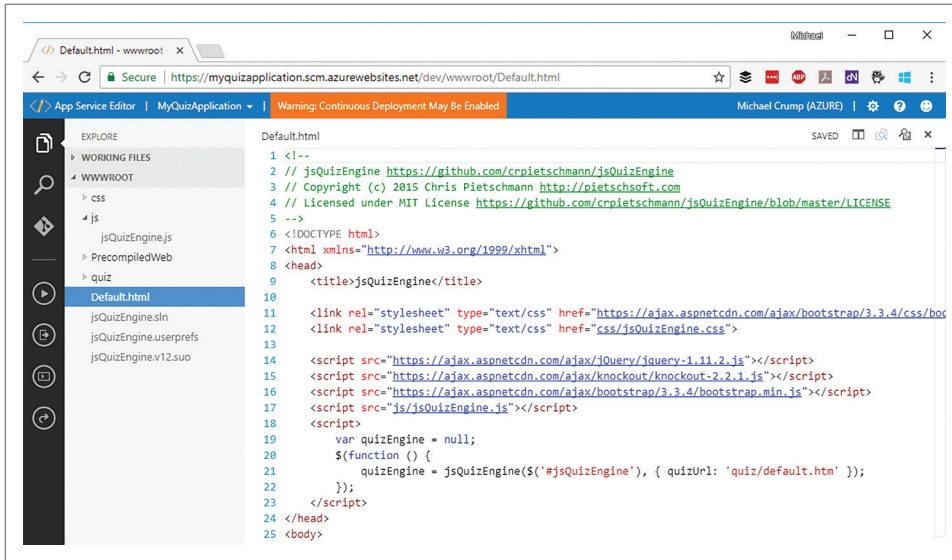 Michael
Default.html - wwwroot
Secure | https://myquizapplication.scm.azurewebsites.net/dev/wwwroot/Default.html
ABP
dN
</> App Service Editor | MyQuizApplication | Warning: Continuous Deployment May Be Enabled Michael Crump (AZURE) | ?
EXPLORE
WORKING FILES
WWWROOT
css
js
jsQuizEngine.js
PrecompiledWeb
quiz
Default.html
jsQuizEngine.sln
jsQuizEngine.userprefs
jsQuizEngine.v12.suo
Default.html SAVED
1 <!--
2 // jsQuizEngine https://github.com/crpietschmann/jsQuizEngine
3 // Copyright (c) 2015 Chris Pietschmann http://pietschsoft.com
4 // Licensed under MIT License https://github.com/crpietschmann/jsQuizEngine/blob/master/LICENSE
5 -->
6 <!DOCTYPE html>
7 <html xmlns="http://www.w3.org/1999/xhtml">
8 <head>
9 <title>jsQuizEngine</title>
10
11 <link rel="stylesheet" type="text/css" href="https://ajax.aspnetcdn.com/ajax/bootstrap/3.3.4/css/boo
12 <link rel="stylesheet" type="text/css" href="css/jsQuizEngine.css">
13
14 <script src="https://ajax.aspnetcdn.com/ajax/jQuery/jquery-1.11.2.js"></script>
15 <script src="https://ajax.aspnetcdn.com/ajax/knockout/knockout-2.2.1.js"></script>
16 <script src="https://ajax.aspnetcdn.com/ajax/bootstrap/3.3.4/bootstrap.min.js"></script>
17 <script src="js/jsQuizEngine.js"></script>
18 <script>
19 var quizEngine = null;
20 $(function () {
21 quizEngine = jsQuizEngine($('#jsQuizEngine'), { quizUrl: 'quiz/default.htm' });
22 });
23 </script>
24 </head>
25 <body>